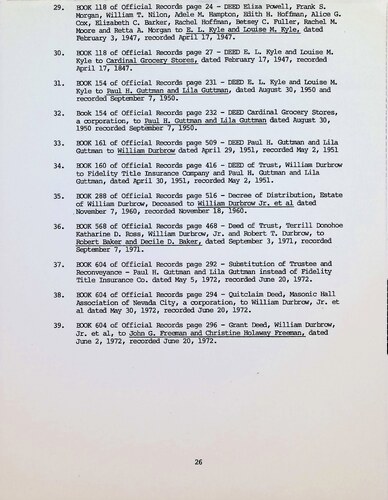 29. BOOK 118 of Official Records page 24 - DEED Eliza Powell, Frank S.
Morgan, William T. Nilon, Adele M. Hampton, Edith H. Hoffman, Alice G.
Cox, Elizabeth C. Barker, Rachel Hoffman, Betsey C. Fuller, Rachel M.
Moore and Retta A. Morgan to E. L. Kyle and Louise M. Kyle, dated
February 3, 1947, recorded April 17, 1947.
30. BOOK 118 of Official Records page 27 - DEED E. L. Kyle and Louise M.
Kyle to Cardinal Grocery Stores, dated February 17, 1947, recorded
April 17, 1847.
31. BOOK 154 of Official Records page 231 - DEED E. L. Kyle and Louise M.
Kyle to Paul H. Guttman and Lila Guttman, dated August 30, 1950 and
recorded September 7, 1950.
32. Book 154 of Official Records page 232 - DEED Cardinal Grocery Stores,
a corporation, to Paul H. Guttman and Lila Guttman dated August 30,
1950 recorded September 7, 1950.
33. BOOK 161 of Official Records page 509 - DEED Paul H. Guttman and Lila
Guttman to William Durbrow dated April 29, 1951, recorded May 2, 1951
34. BOOK 160 of Official Records page 416 - DEED of Trust, William Durbrow
to Fidelity Title Insurance Company and Paul H. Guttman and Lila
Guttman, dated April 30, 1951, recorded May 2, 1951.
35. BOOK 288 of Official Records page 516 - Decree of Distribution, Estate
of William Durbrow, Deceased to William Durbrow Jr. et al dated
November 7, 1960, recorded November 18, 1960.
36. BOOK 568 of Official Records page 468 - Deed of Trust, Terrill Donohoe
Katharine D. Ross, William Durbrow, Jr. and Robert T. Durbrow, to
Robert Baker and Decile D. Baker, dated September 3, 1971, recorded
September 7, 1971.
37. BOOK 604 of Official Records page 292 - Substitution of Trustee and
Reconveyance - Paul H. Guttman and Lila Guttman instead of Fidelity
Title Insurance Co. dated May 5, 1972, recorded June 20, 1972.
38. BOOK 604 of Official Records page 294 - Quitclaim Deed, Masonic Hall
Association of Nevada City, a corporation, to William Durbrow, Jr. et
al dated May 30, 1972, recorded June 20, 1972.
39. BOOK 604 of Official Records page 296 - Grant Deed, William Durbrow,
Jr. et al, to John G. Freeman and Christine Holaway Freeman, dated
June 2, 1972, recorded June 20, 1972.
26